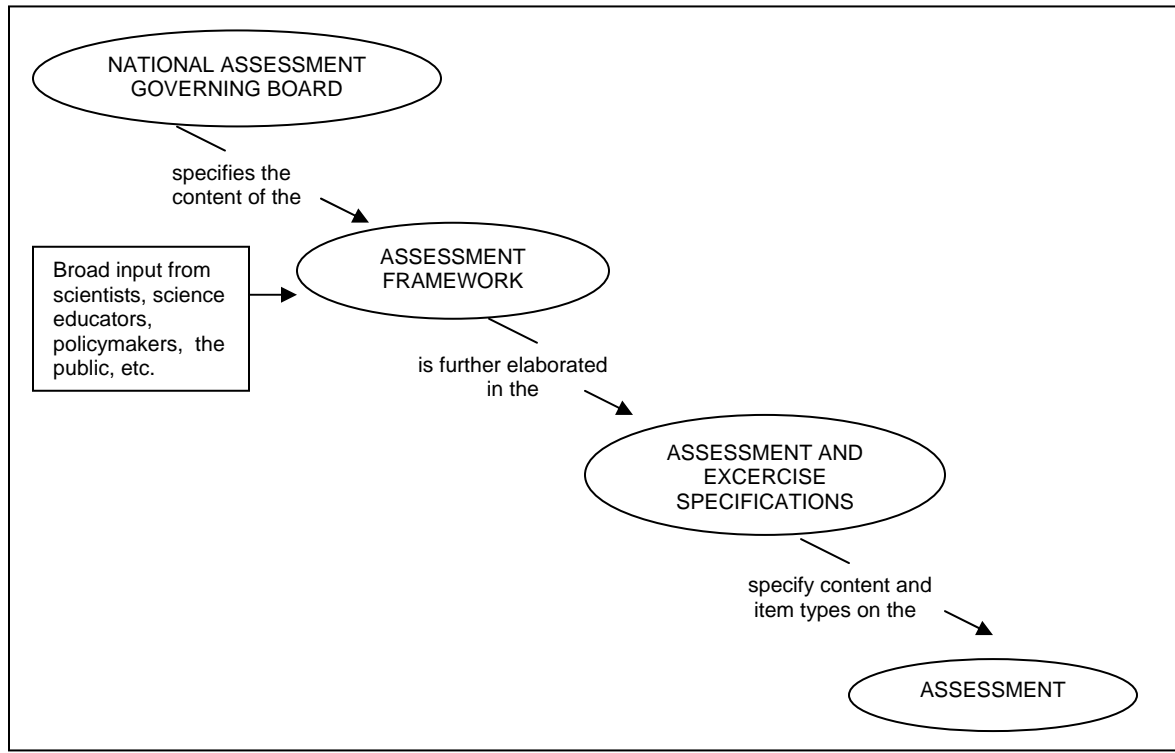 NATIONAL ASSESSMENT
GOVERNING BOARD
specifies the
content of the
ASSESSMENT
FRAMEWORK
Broad input from
scientists, science
educators,
policymakers, the
public, etc.
is further elaborated
in the
ASSESSMENT AND
EXCERCISE
SPECIFICATIONS
specify content and
item types on the
ASSESSMENT